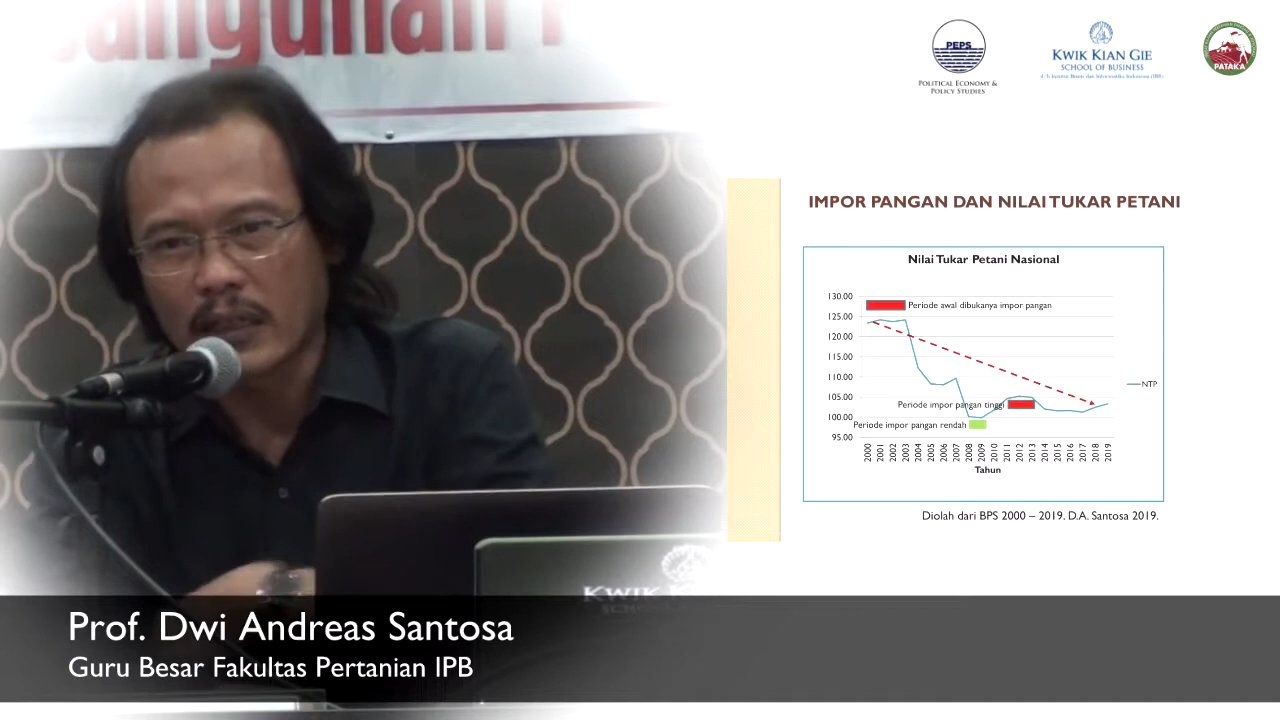 PEPS
POLITICAL ECONOMY &
POLICY STUDIES
KWIK KIAN GIE
SCHOOL OF BUSINESS
PATAKA
IMPOR PANGAN DAN NILAI TUKAR PETANI
Nilai Tukar Petani Nasional
130.00
125.00
120.00
115.00
110.00
105.00
100.00
95.00
Periode awal dibukanya impor pangan
Periode impor pangan tinggi
Periode impor pangan rendah
NTP
2000 2001 2002 2003 2004 2005 2006 2007 2008 2009 2010 2011 2012 2013 2014 2015 2016 2017 2018 2019
Tahun
Diolah dari BPS 2000 – 2019. D.A. Santosa 2019.
KWIK
Prof. Dwi Andreas Santosa
Guru Besar Fakultas Pertanian IPB